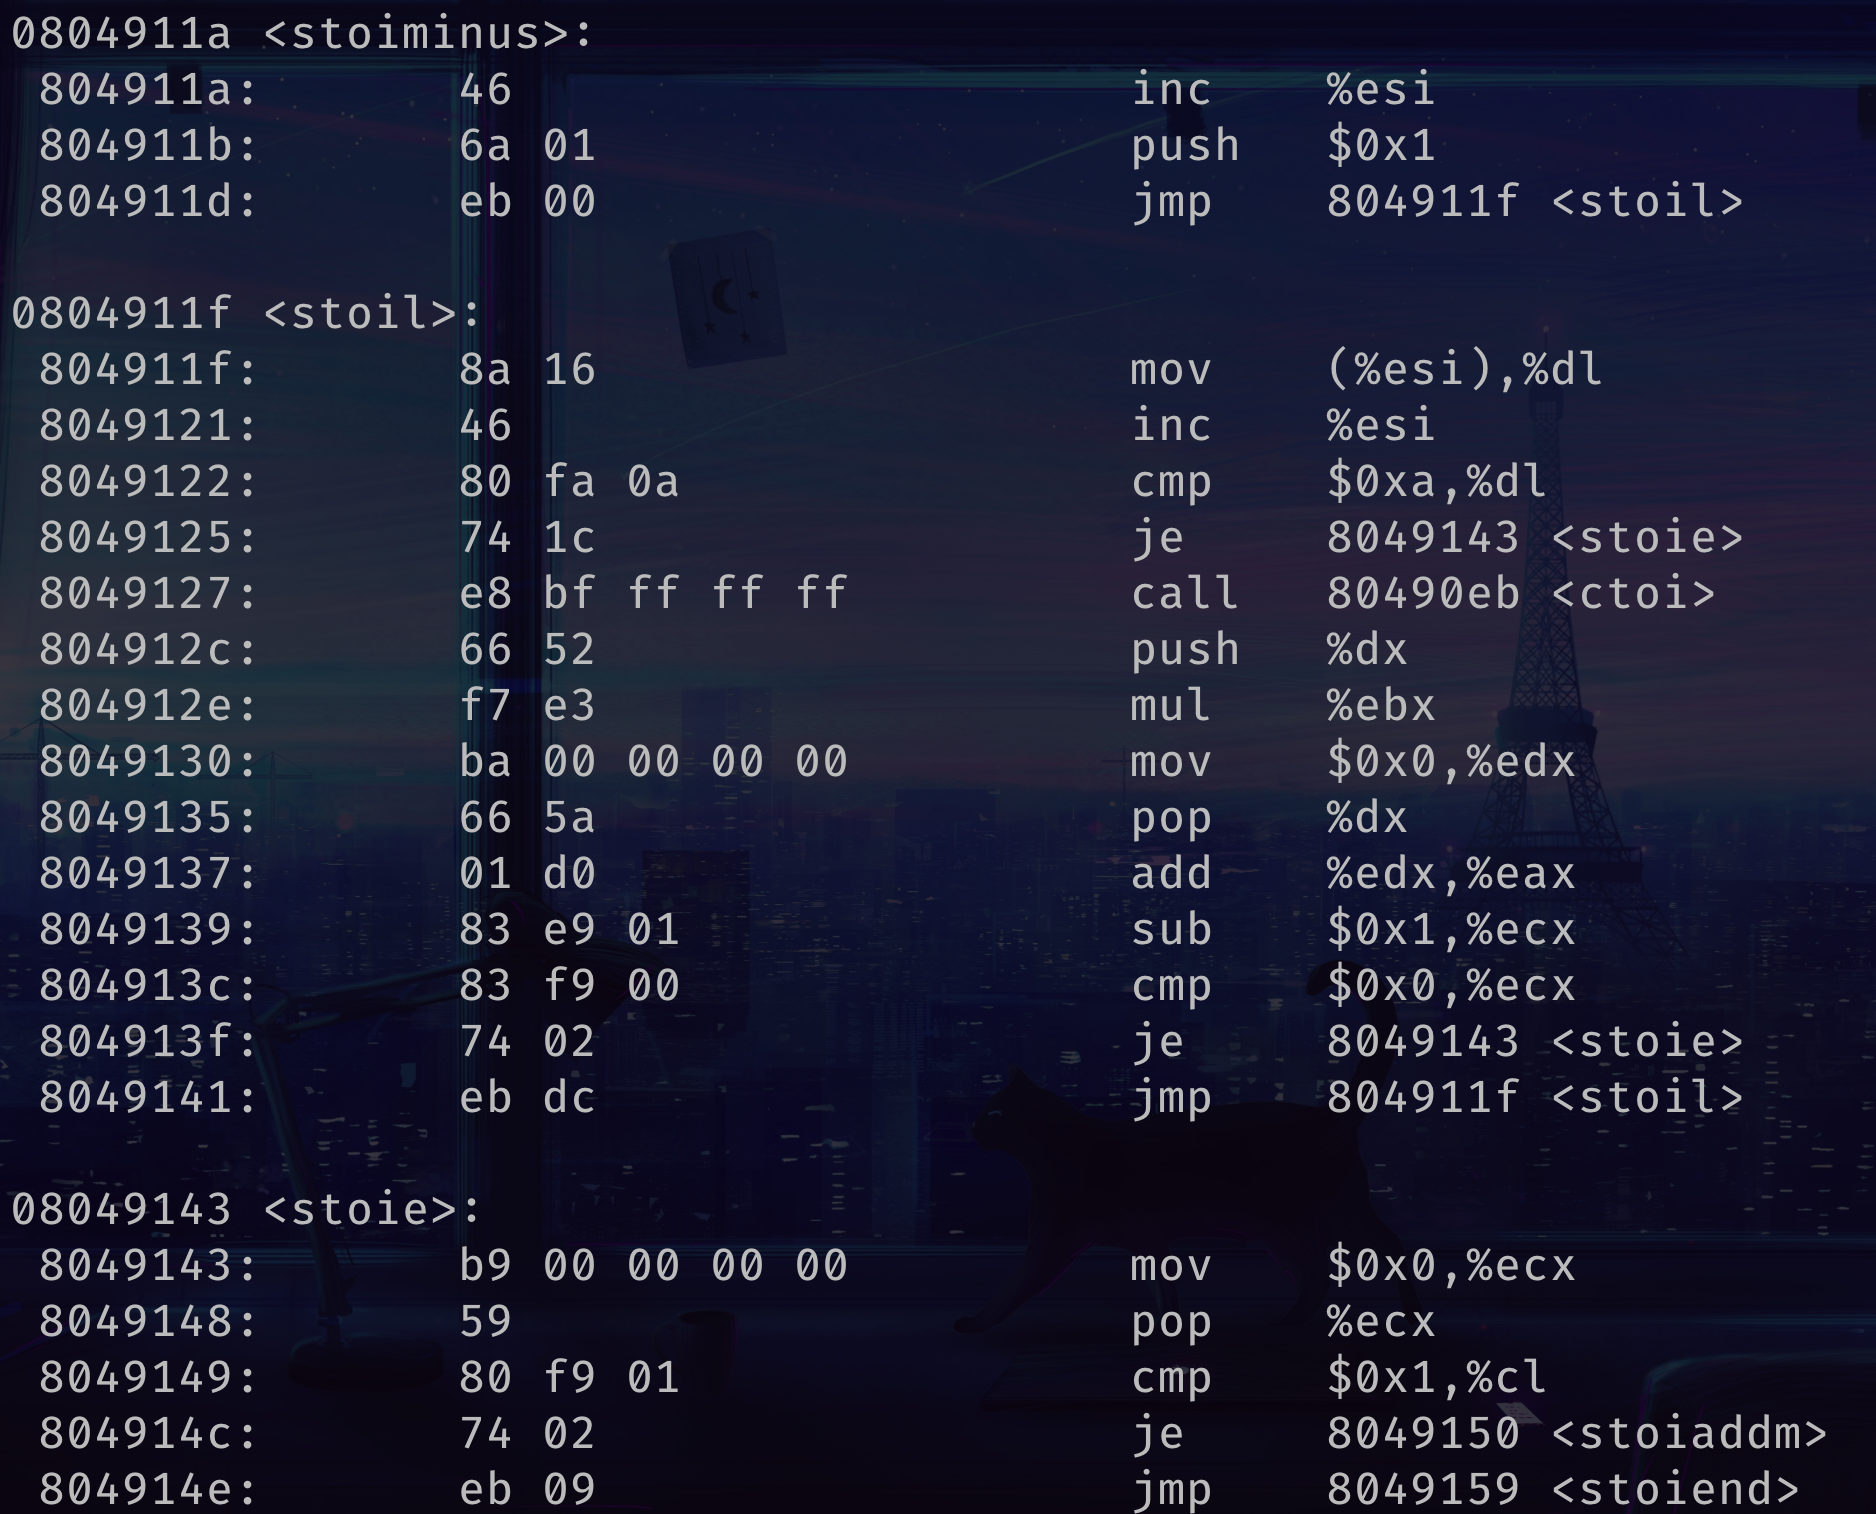 0804911a <stoiminus>:
 804911a:	46	inc    %esi
 804911b:	6a 01	push   $0x1
 804911d:	eb 00	jmp    804911f <stoil>

0804911f <stoil>:
 804911f:	8a 16	mov    (%esi),%dl
 8049121:	46	inc    %esi
 8049122:	80 fa 0a	cmp    $0xa,%dl
 8049125:	74 1c	je     8049143 <stoie>
 8049127:	e8 bf ff ff ff	call   80490eb <ctoi>
 804912c:	66 52	push   %dx
 804912e:	f7 e3	mul    %ebx
 8049130:	ba 00 00 00 00	mov    $0x0,%edx
 8049135:	66 5a	pop    %dx
 8049137:	01 d0	add    %edx,%eax
 8049139:	83 e9 01	sub    $0x1,%ecx
 804913c:	83 f9 00	cmp    $0x0,%ecx
 804913f:	74 02	je     8049143 <stoie>
 8049141:	eb dc	jmp    804911f <stoil>

08049143 <stoie>:
 8049143:	b9 00 00 00 00	mov    $0x0,%ecx
 8049148:	59	pop    %ecx
 8049149:	80 f9 01	cmp    $0x1,%cl
 804914c:	74 02	je     8049150 <stoiaddm>
 804914e:	eb 09	jmp    8049159 <stoiend>